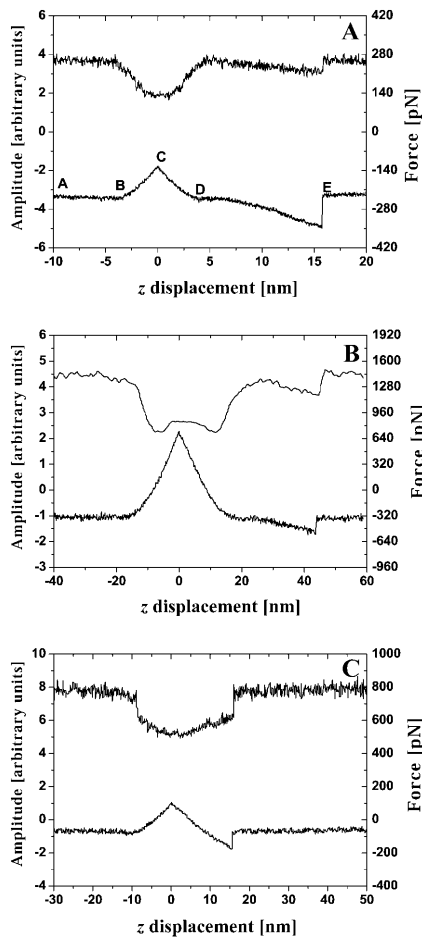 A
6 420
4 280
2 140
0 0
-2 -140
-4 -280
-6 -420
A B C D E
-10 -5 0 5 10 15 20
Amplitude [arbitrary units]
Force [pN]
z displacement [nm]
B
6 1920
5 1600
4 1280
3 960
2 640
1 320
0 0
-1 -320
-2 -640
-3 -960
-40 -20 0 20 40 60
Amplitude [arbitrary units]
Force [pN]
z displacement [nm]
C
10 1000
8 800
6 600
4 400
2 200
0 0
-2 -200
-4 -400
-30 -20 -10 0 10 20 30 40 50
Amplitude [arbitrary units]
Force [pN]
z displacement [nm]